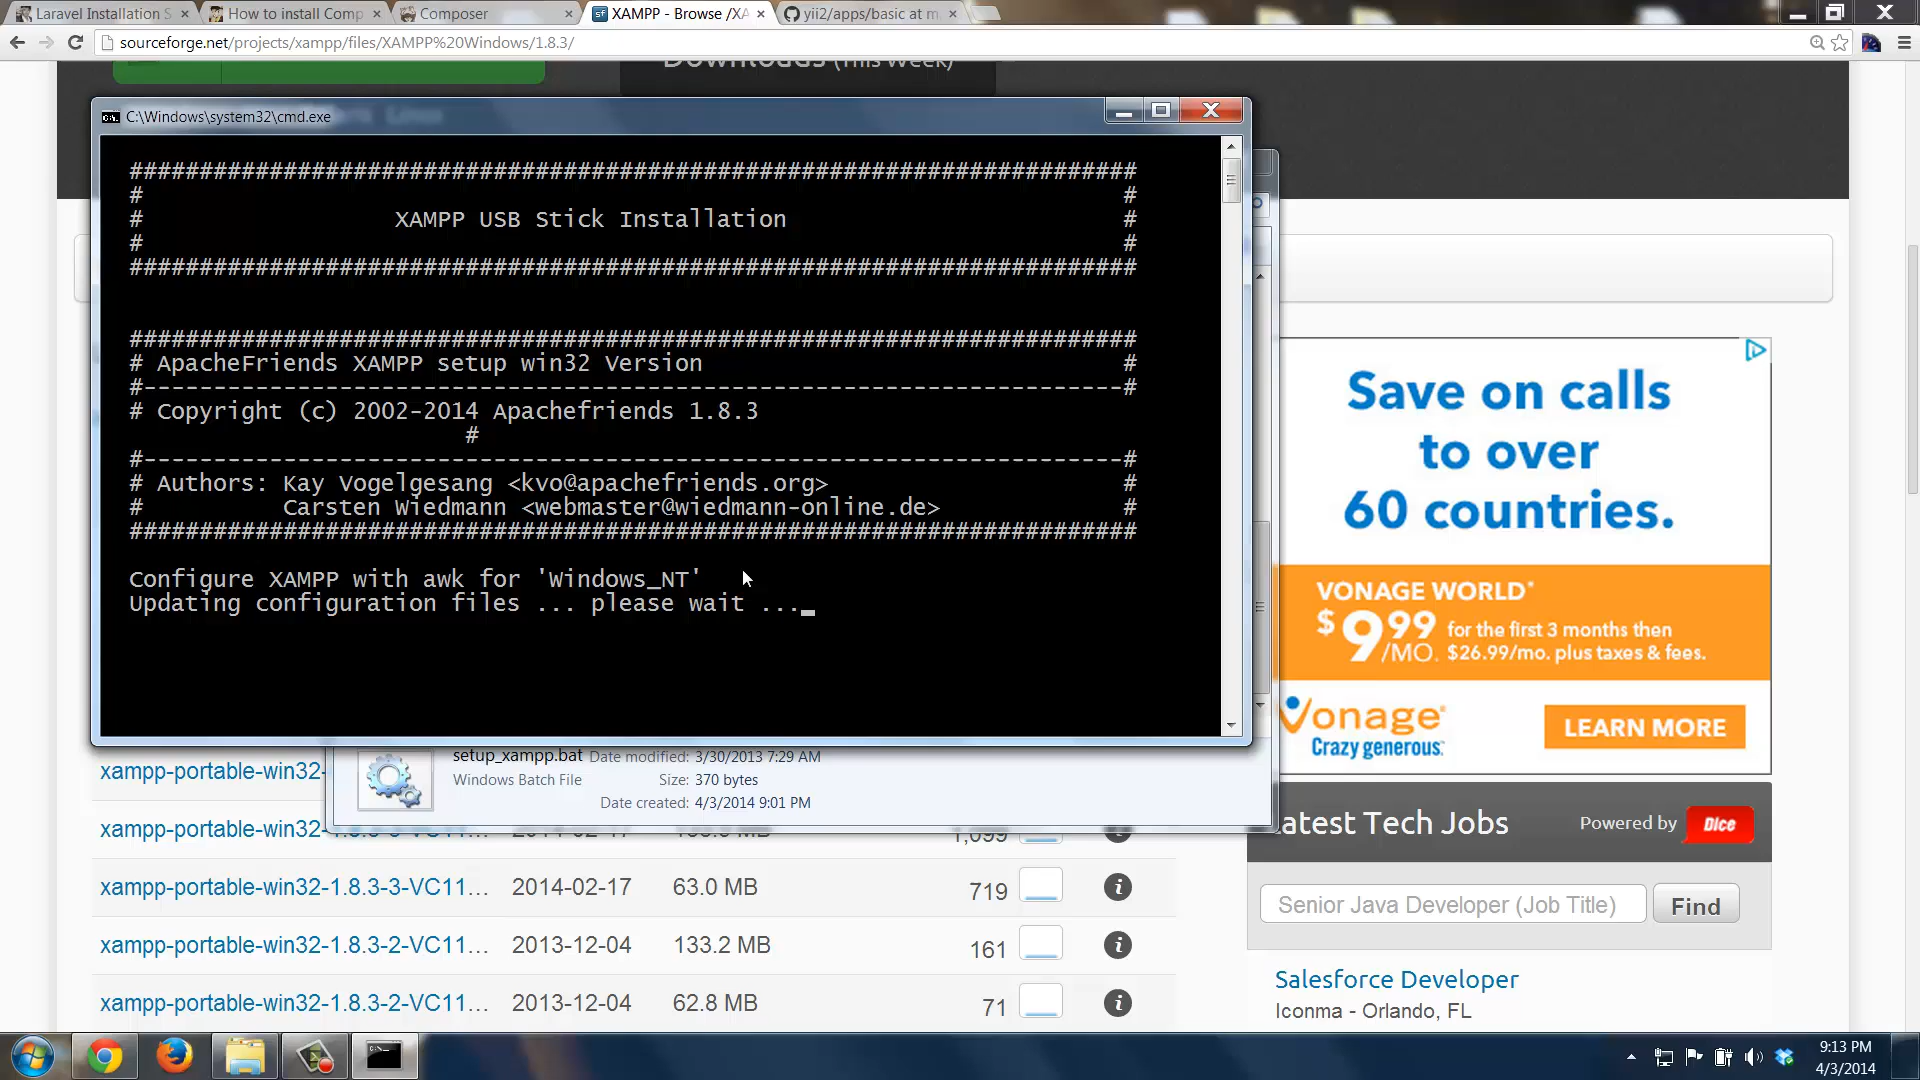 Laravel Installation S
How to install Comp
Composer
XAMPP - Browse /XA
yii2/apps/basic at m
sourceforge.net/projects/xampp/files/XAMPP%20Windows/1.8.3/
Downloads (This Week)
C:\Windows\system32\cmd.exe
########################################################################
# #
# XAMPP USB Stick Installation #
# #
########################################################################
########################################################################
# ApacheFriends XAMPP setup win32 Version #
#----------------------------------------------------------------------#
# Copyright (c) 2002-2014 Apachefriends 1.8.3
#
#----------------------------------------------------------------------#
# Authors: Kay Vogelgesang <kvo@apachefriends.org> #
# Carsten Wiedmann <webmaster@wiedmann-online.de> #
########################################################################
Configure XAMPP with awk for 'Windows_NT'
Updating configuration files ... please wait ..._
setup_xampp.bat Date modified: 3/30/2013 7:29 AM
Windows Batch File Size: 370 bytes
Date created: 4/3/2014 9:01 PM
xampp-portable-win32-
xampp-portable-win32- 1,099
xampp-portable-win32-1.8.3-3-VC11... 2014-02-17 63.0 MB 719
xampp-portable-win32-1.8.3-2-VC11... 2013-12-04 133.2 MB 161
xampp-portable-win32-1.8.3-2-VC11... 2013-12-04 62.8 MB 71
Save on calls
to over
60 countries.
VONAGE WORLD*
$9.99/MO. for the first 3 months then
$26.99/mo. plus taxes & fees.
Vonage
Crazy generous.
LEARN MORE
atest Tech Jobs
Powered by Dice
Senior Java Developer (Job Title)
Find
Salesforce Developer
Iconma - Orlando, FL
9:13 PM
4/3/2014